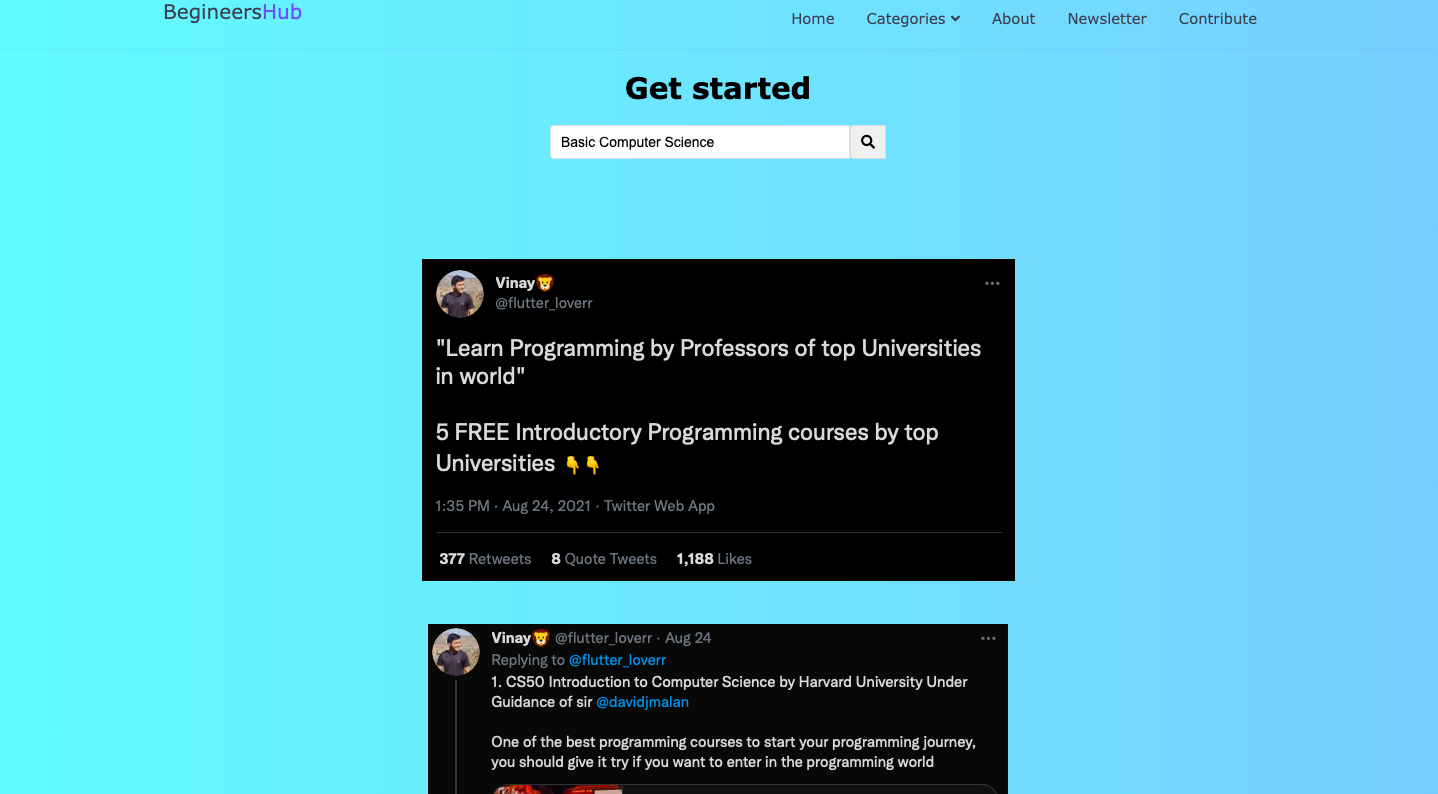 BegineersHub
Home Categories About Newsletter Contribute
Get started
Basic Computer Science
Vinay🦁
@flutter_loverr
"Learn Programming by Professors of top Universities
in world"
5 FREE Introductory Programming courses by top
Universities 👇👇
1:35 PM · Aug 24, 2021 · Twitter Web App
377 Retweets 8 Quote Tweets 1,188 Likes
Vinay🦁 @flutter_loverr · Aug 24
Replying to @flutter_loverr
1. CS50 Introduction to Computer Science by Harvard University Under
Guidance of sir @davidjmalan
One of the best programming courses to start your programming journey,
you should give it try if you want to enter in the programming world